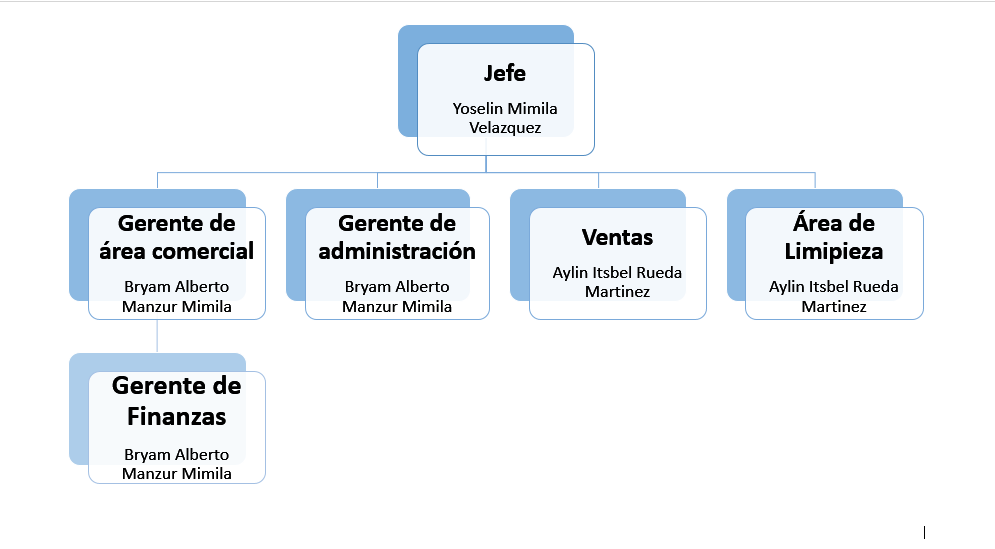 Jefe
Yoselin Mimila
Velazquez
Gerente de
área comercial
Bryam Alberto
Manzur Mimila
Gerente de
administración
Bryam Alberto
Manzur Mimila
Ventas
Aylin Itsbel Rueda
Martinez
Área de
Limipieza
Aylin Itsbel Rueda
Martinez
Gerente de
Finanzas
Bryam Alberto
Manzur Mimila